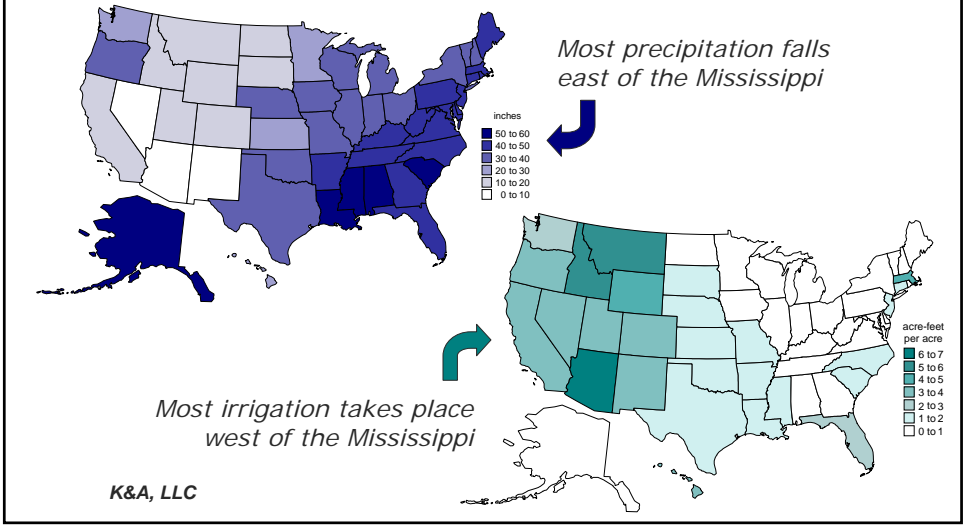 Most precipitation falls
east of the Mississippi
inches
50 to 60
40 to 50
30 to 40
20 to 30
10 to 20
0 to 10
acre-feet
per acre
6 to 7
5 to 6
4 to 5
3 to 4
2 to 3
1 to 2
0 to 1
Most irrigation takes place
west of the Mississippi
K&A, LLC